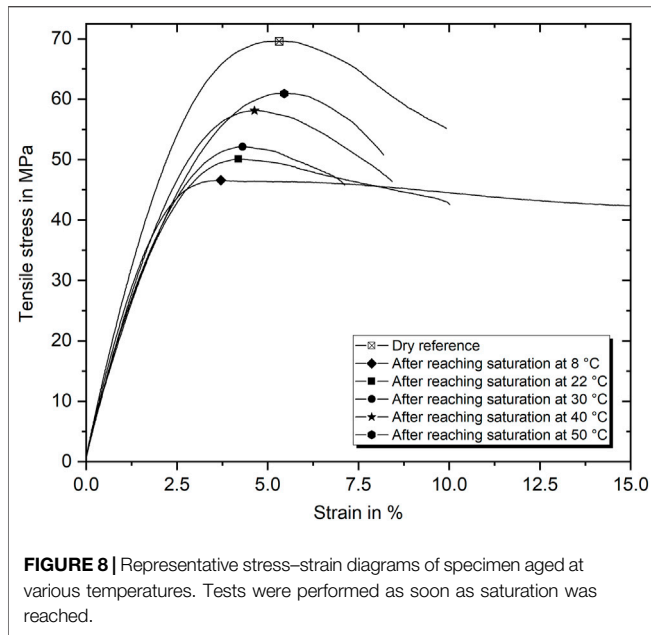 70
60
50
40
30
20
10
0
Tensile stress in MPa
Dry reference
After reaching saturation at 8 °C
After reaching saturation at 22 °C
After reaching saturation at 30 °C
After reaching saturation at 40 °C
After reaching saturation at 50 °C
0.0 2.5 5.0 7.5 10.0 12.5 15.0
Strain in %
FIGURE 8 | Representative stress–strain diagrams of specimen aged at
various temperatures. Tests were performed as soon as saturation was
reached.